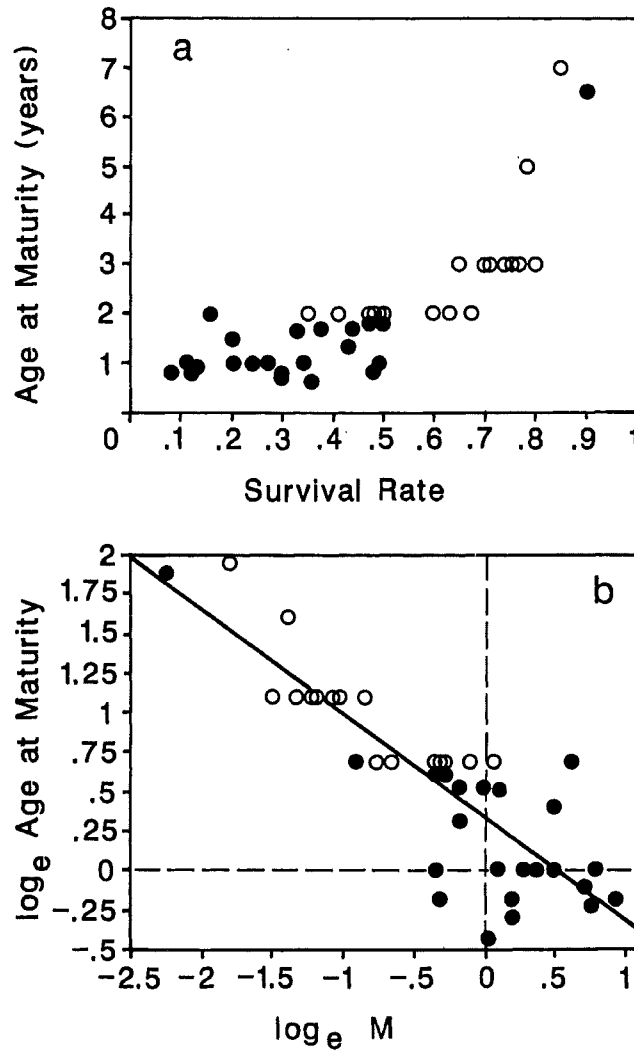 a
Age at Maturity (years)
8
7
6
5
4
3
2
1
0 .1 .2 .3 .4 .5 .6 .7 .8 .9 1
Survival Rate
b
log_e Age at Maturity
2
1.75
1.5
1.25
1
.75
.5
.25
0
-.25
-.5
-2.5 -2 -1.5 -1 -.5 0 .5 1
log_e M